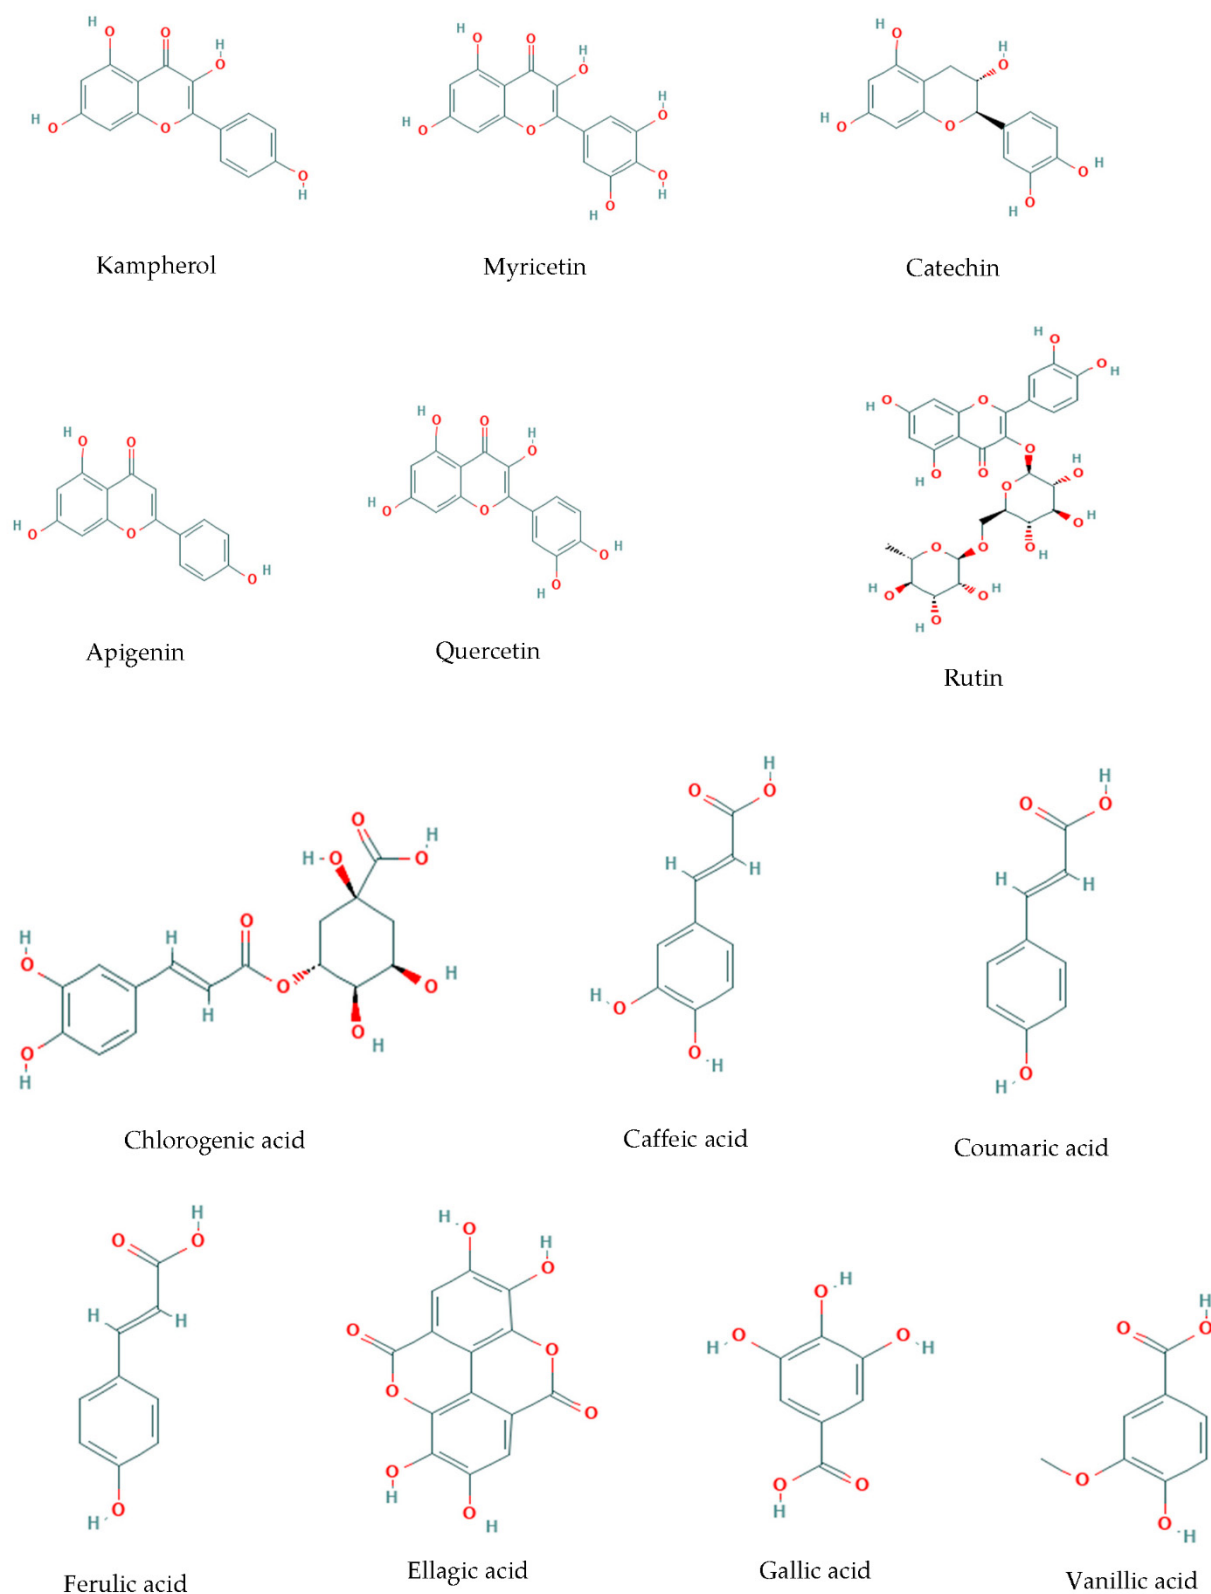 Kampherol
Myricetin
Catechin
Apigenin
Quercetin
Rutin
Chlorogenic acid
Caffeic acid
Coumaric acid
Ferulic acid
Ellagic acid
Gallic acid
Vanillic acid